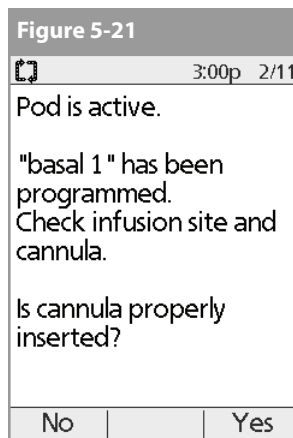 Figure 5-21
3:00p 2/11
Pod is active.
"basal 1" has been
programmed.
Check infusion site and
cannula.
Is cannula properly
inserted?
No Yes